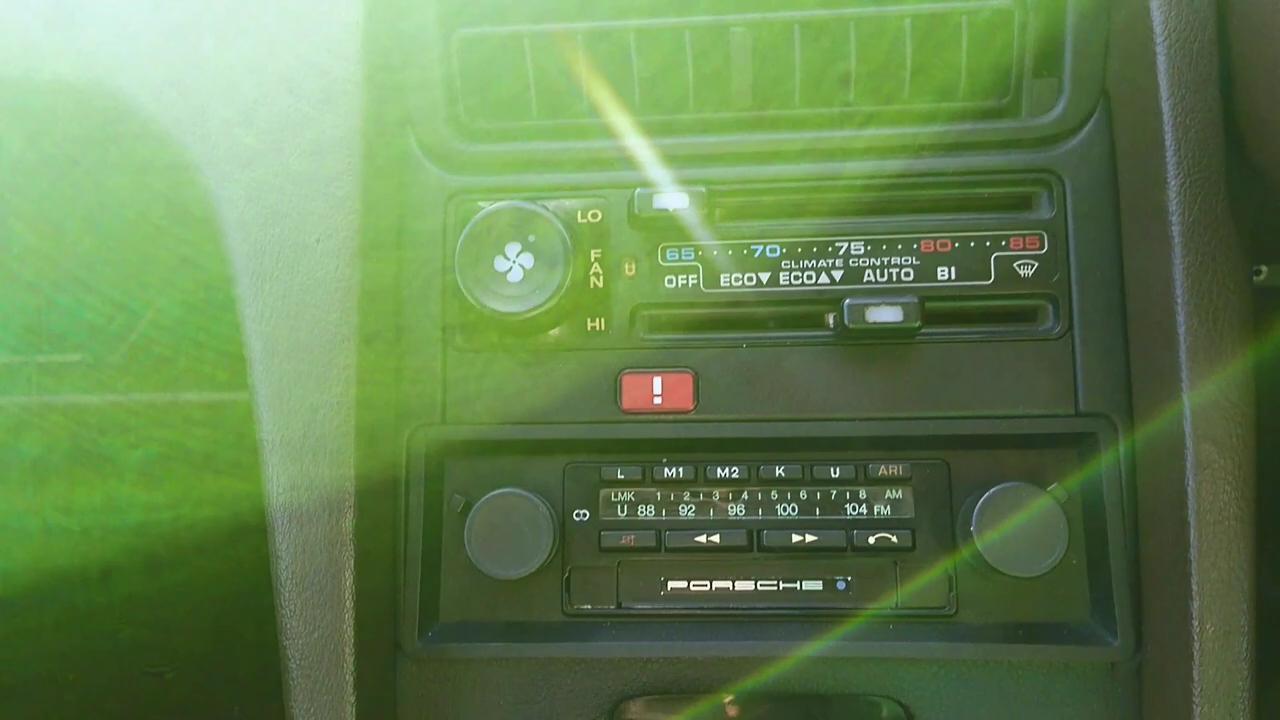 LO
FAN
HI
65 70 75 80 85
CLIMATE CONTROL
OFF ECO▼ ECO▲▼ AUTO BI
!
L M1 M2 K U ARI
LMK 1 2 3 4 5 6 7 8 AM
U 88 92 96 100 104 FM
PORSCHE